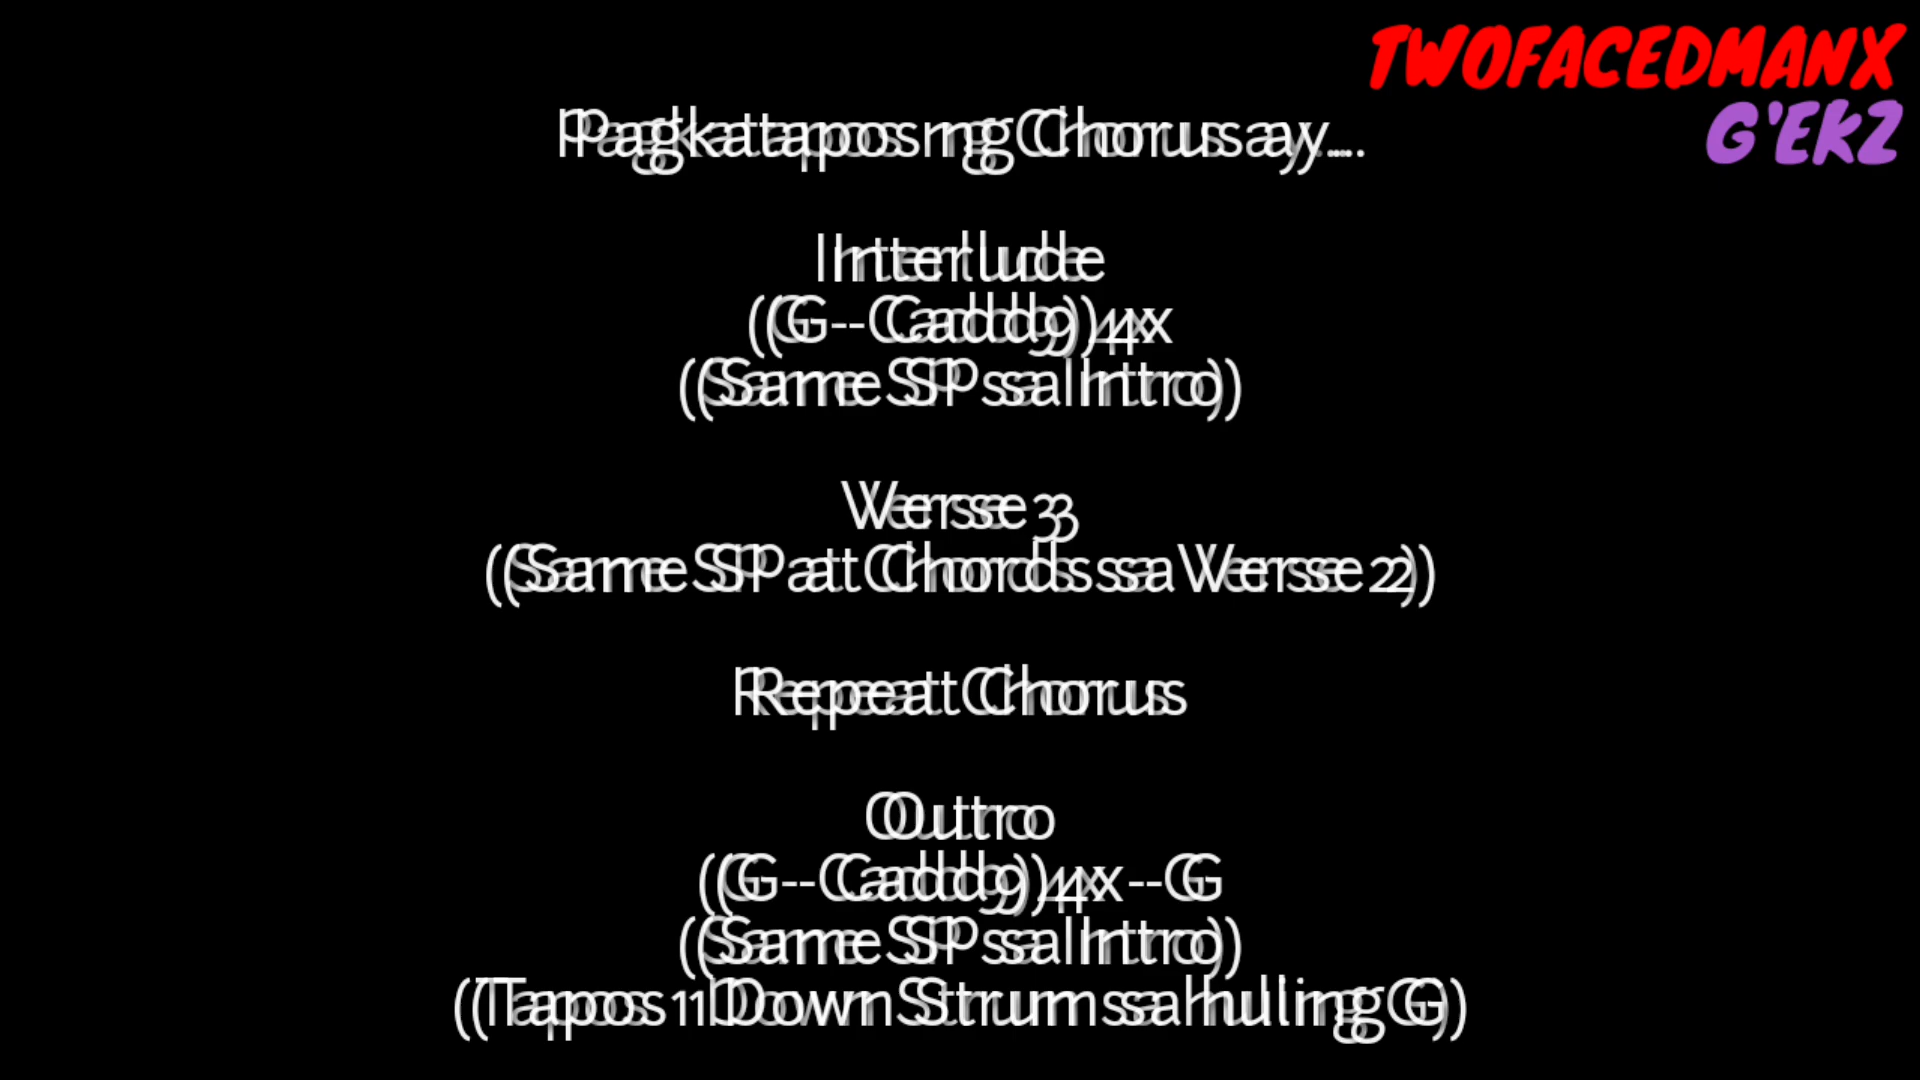 TWOFACEDMANX
G'EKZ
Pagkatapos ng Chorus ay....
Interlude
(G - Cadd9) 4x
(Same SP sa Intro)
Verse 3
(Same SP at Chords sa Verse 2)
Repeat Chorus
Outro
(G - Cadd9) 4x - G
(Same SP sa Intro)
(Tapos 1 Down Strum sa huling G)